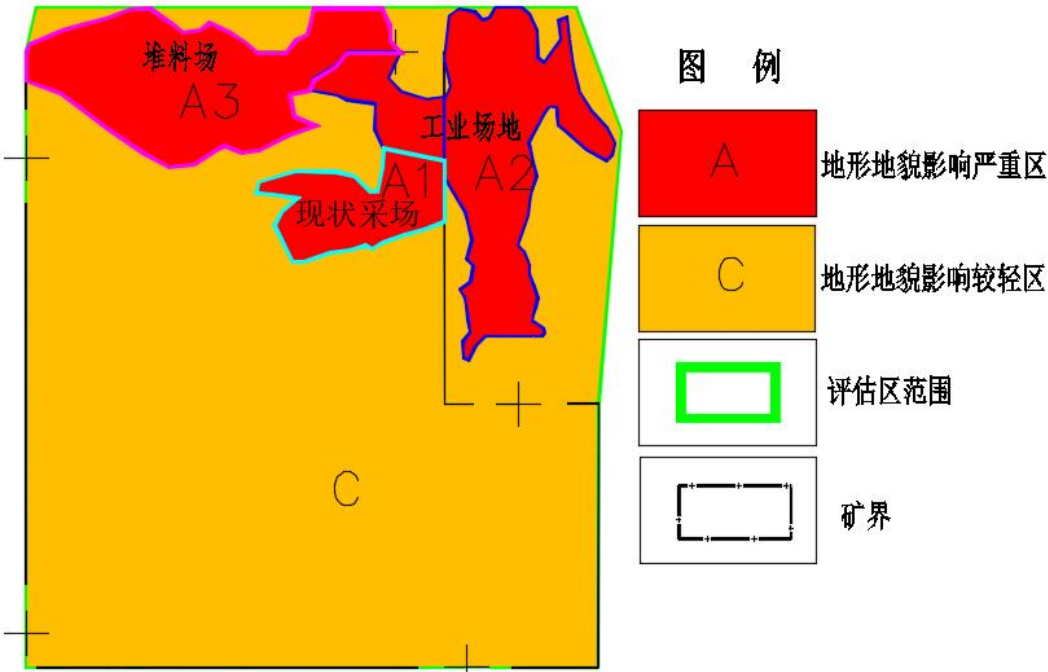 堆料场
A3
工业场地
A2
A1
现状采场
C
图 例
A
地形地貌影响严重区
C
地形地貌影响较轻区
评估区范围
矿界